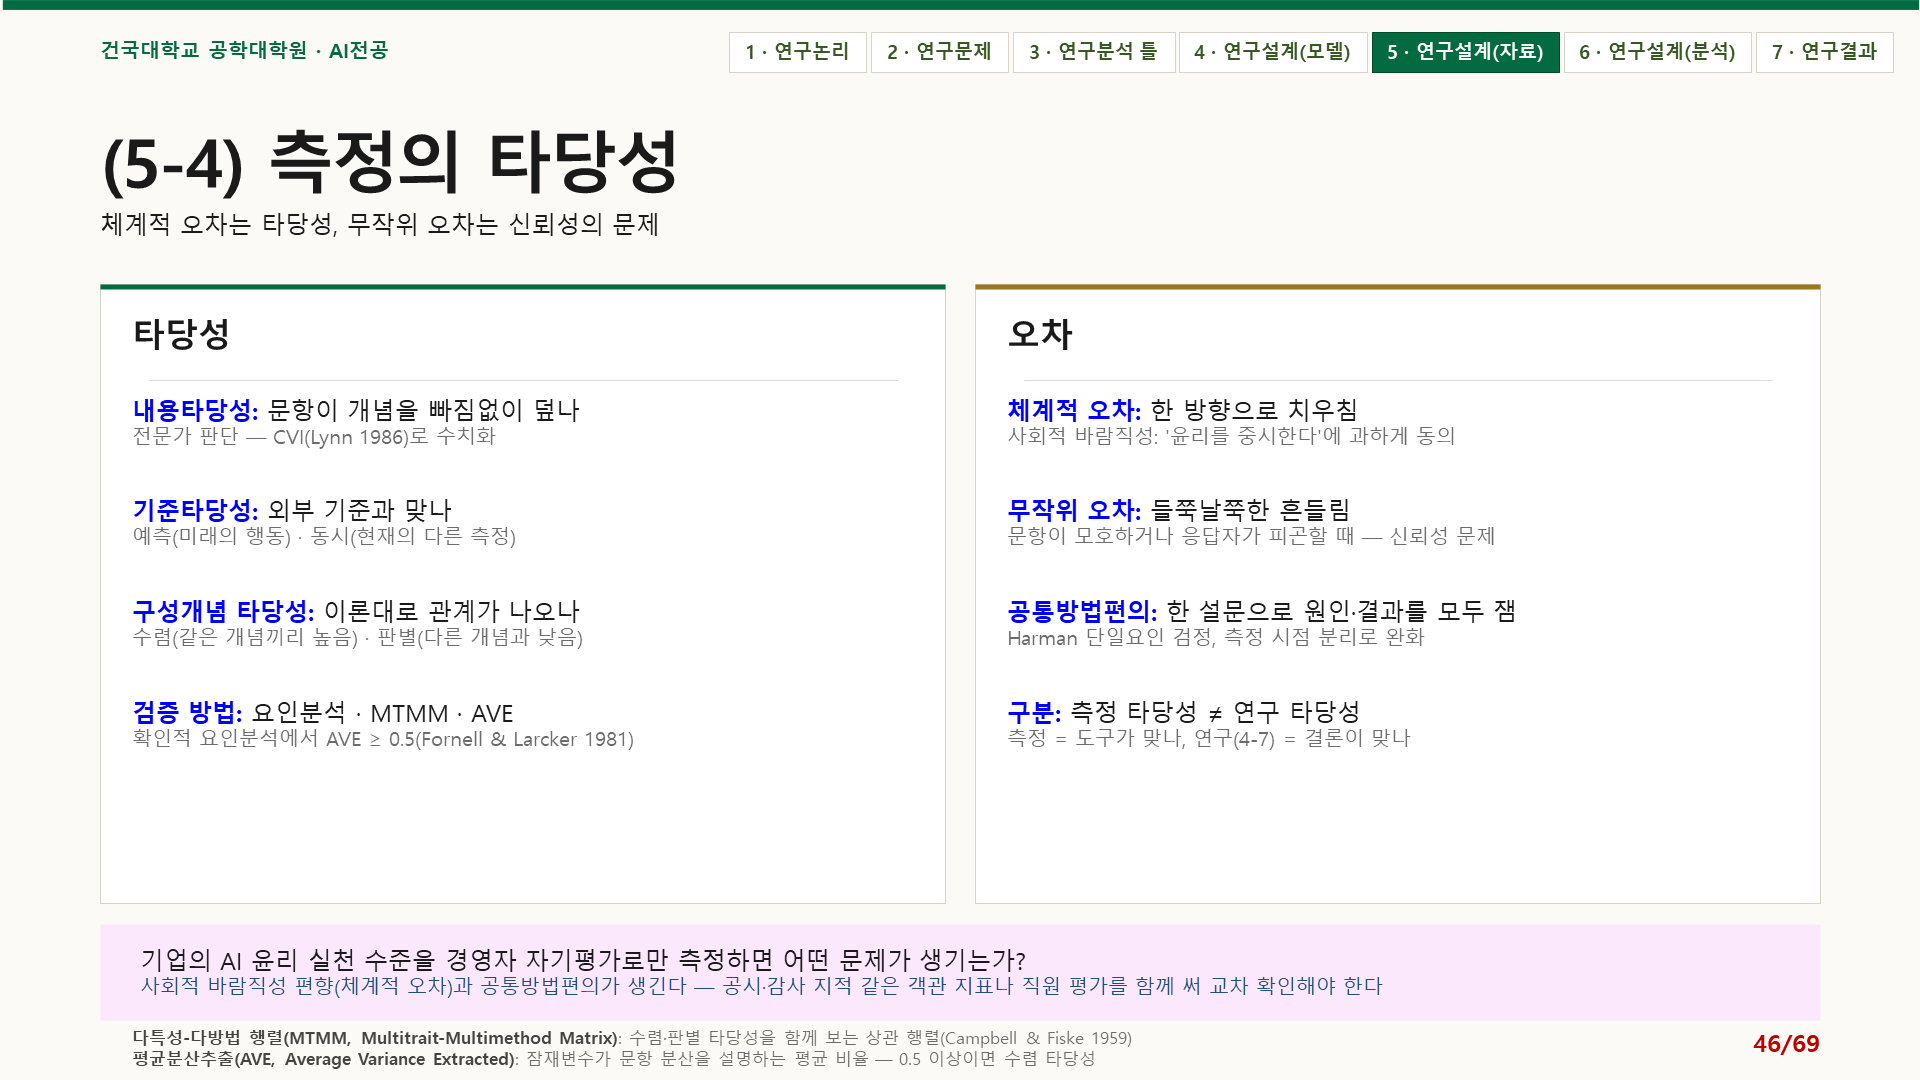 건국대학교 공학대학원 · AI전공
1 · 연구논리
2 · 연구문제
3 · 연구분석 틀
4 · 연구설계(모델)
5 · 연구설계(자료)
6 · 연구설계(분석)
7 · 연구결과
(5-4) 측정의 타당성
체계적 오차는 타당성, 무작위 오차는 신뢰성의 문제
타당성
내용타당성: 문항이 개념을 빠짐없이 덮나
전문가 판단 — CVI(Lynn 1986)로 수치화
기준타당성: 외부 기준과 맞나
예측(미래의 행동) · 동시(현재의 다른 측정)
구성개념 타당성: 이론대로 관계가 나오나
수렴(같은 개념끼리 높음) · 판별(다른 개념과 낮음)
검증 방법: 요인분석 · MTMM · AVE
확인적 요인분석에서 AVE ≥ 0.5(Fornell & Larcker 1981)
오차
체계적 오차: 한 방향으로 치우침
사회적 바람직성: '윤리를 중시한다'에 과하게 동의
무작위 오차: 들쭉날쭉한 흔들림
문항이 모호하거나 응답자가 피곤할 때 — 신뢰성 문제
공통방법편의: 한 설문으로 원인·결과를 모두 잼
Harman 단일요인 검정, 측정 시점 분리로 완화
구분: 측정 타당성 ≠ 연구 타당성
측정 = 도구가 맞나, 연구(4-7) = 결론이 맞나
기업의 AI 윤리 실천 수준을 경영자 자기평가로만 측정하면 어떤 문제가 생기는가?
사회적 바람직성 편향(체계적 오차)과 공통방법편의가 생긴다 — 공시·감사 지적 같은 객관 지표나 직원 평가를 함께 써 교차 확인해야 한다
다특성-다방법 행렬(MTMM, Multitrait-Multimethod Matrix): 수렴·판별 타당성을 함께 보는 상관 행렬(Campbell & Fiske 1959)
평균분산추출(AVE, Average Variance Extracted): 잠재변수가 문항 분산을 설명하는 평균 비율 — 0.5 이상이면 수렴 타당성
46/69